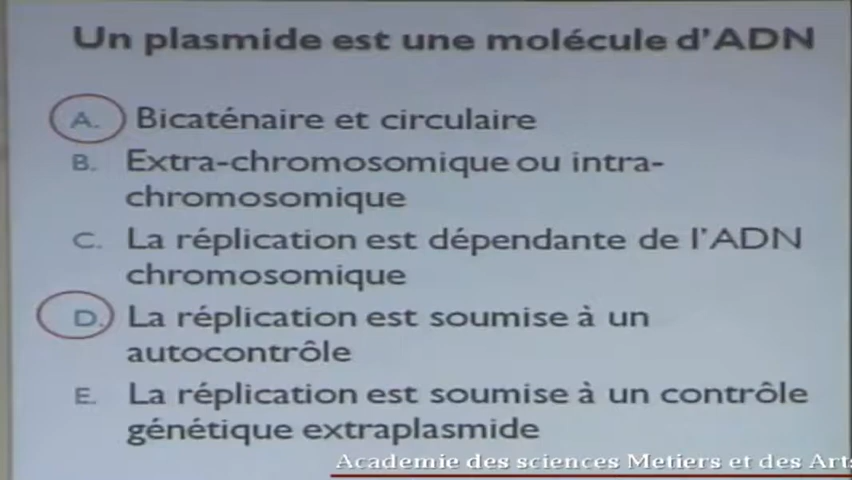 Un plasmide est une molécule d'ADN
A. Bicaténaire et circulaire
B. Extra-chromosomique ou intra-
chromosomique
C. La réplication est dépendante de l'ADN
chromosomique
D. La réplication est soumise à un
autocontrôle
E. La réplication est soumise à un contrôle
génétique extraplasmide
Academie des sciences Metiers et des Arts